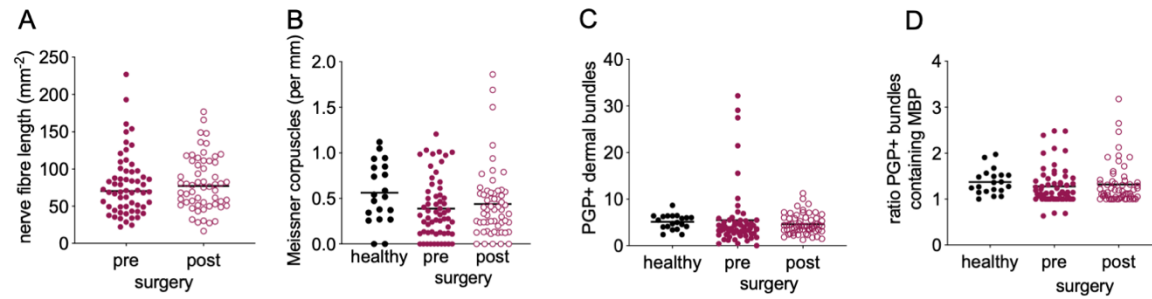 A
nerve fibre length (mm-2)
250
200
150
100
50
0
pre
post
surgery
B
Meissner corpuscles (per mm)
2.0
1.5
1.0
0.5
0.0
healthy
pre
post
surgery
C
PGP+ dermal bundles
40
30
20
10
0
healthy
pre
post
surgery
D
ratio PGP+ bundles
containing MBP
4
3
2
1
0
healthy
pre
post
surgery